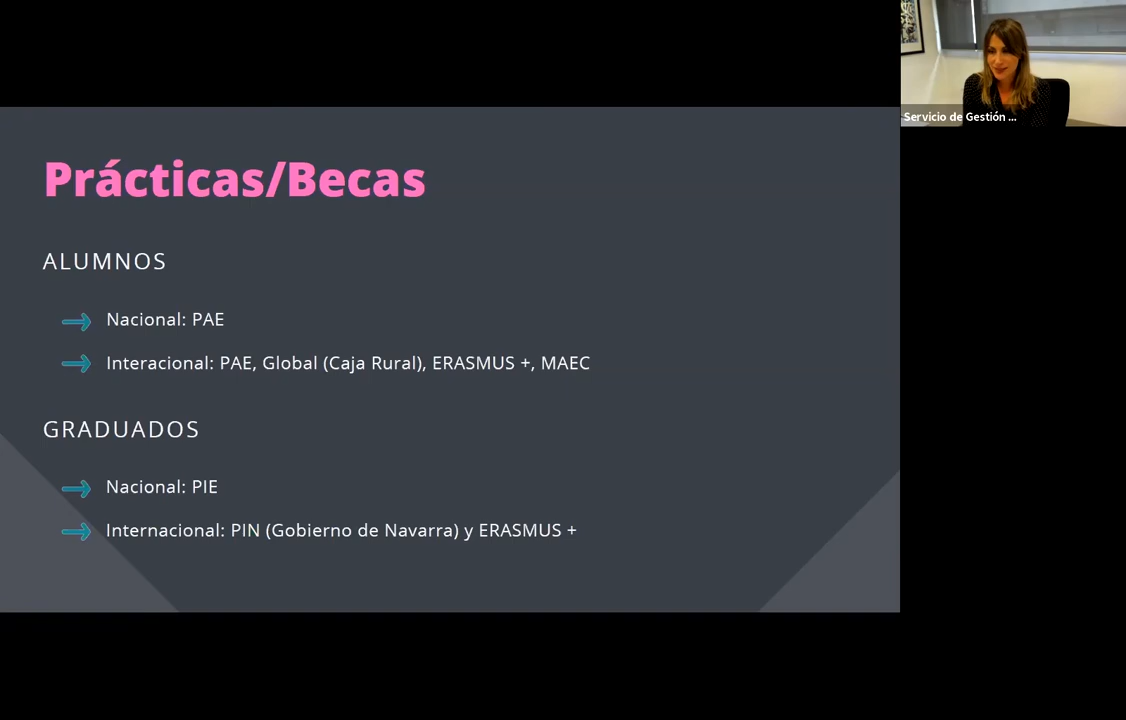 Prácticas/Becas
ALUMNOS
Nacional: PAE
Interacional: PAE, Global (Caja Rural), ERASMUS +, MAEC
GRADUADOS
Nacional: PIE
Internacional: PIN (Gobierno de Navarra) y ERASMUS +
Servicio de Gestión ...